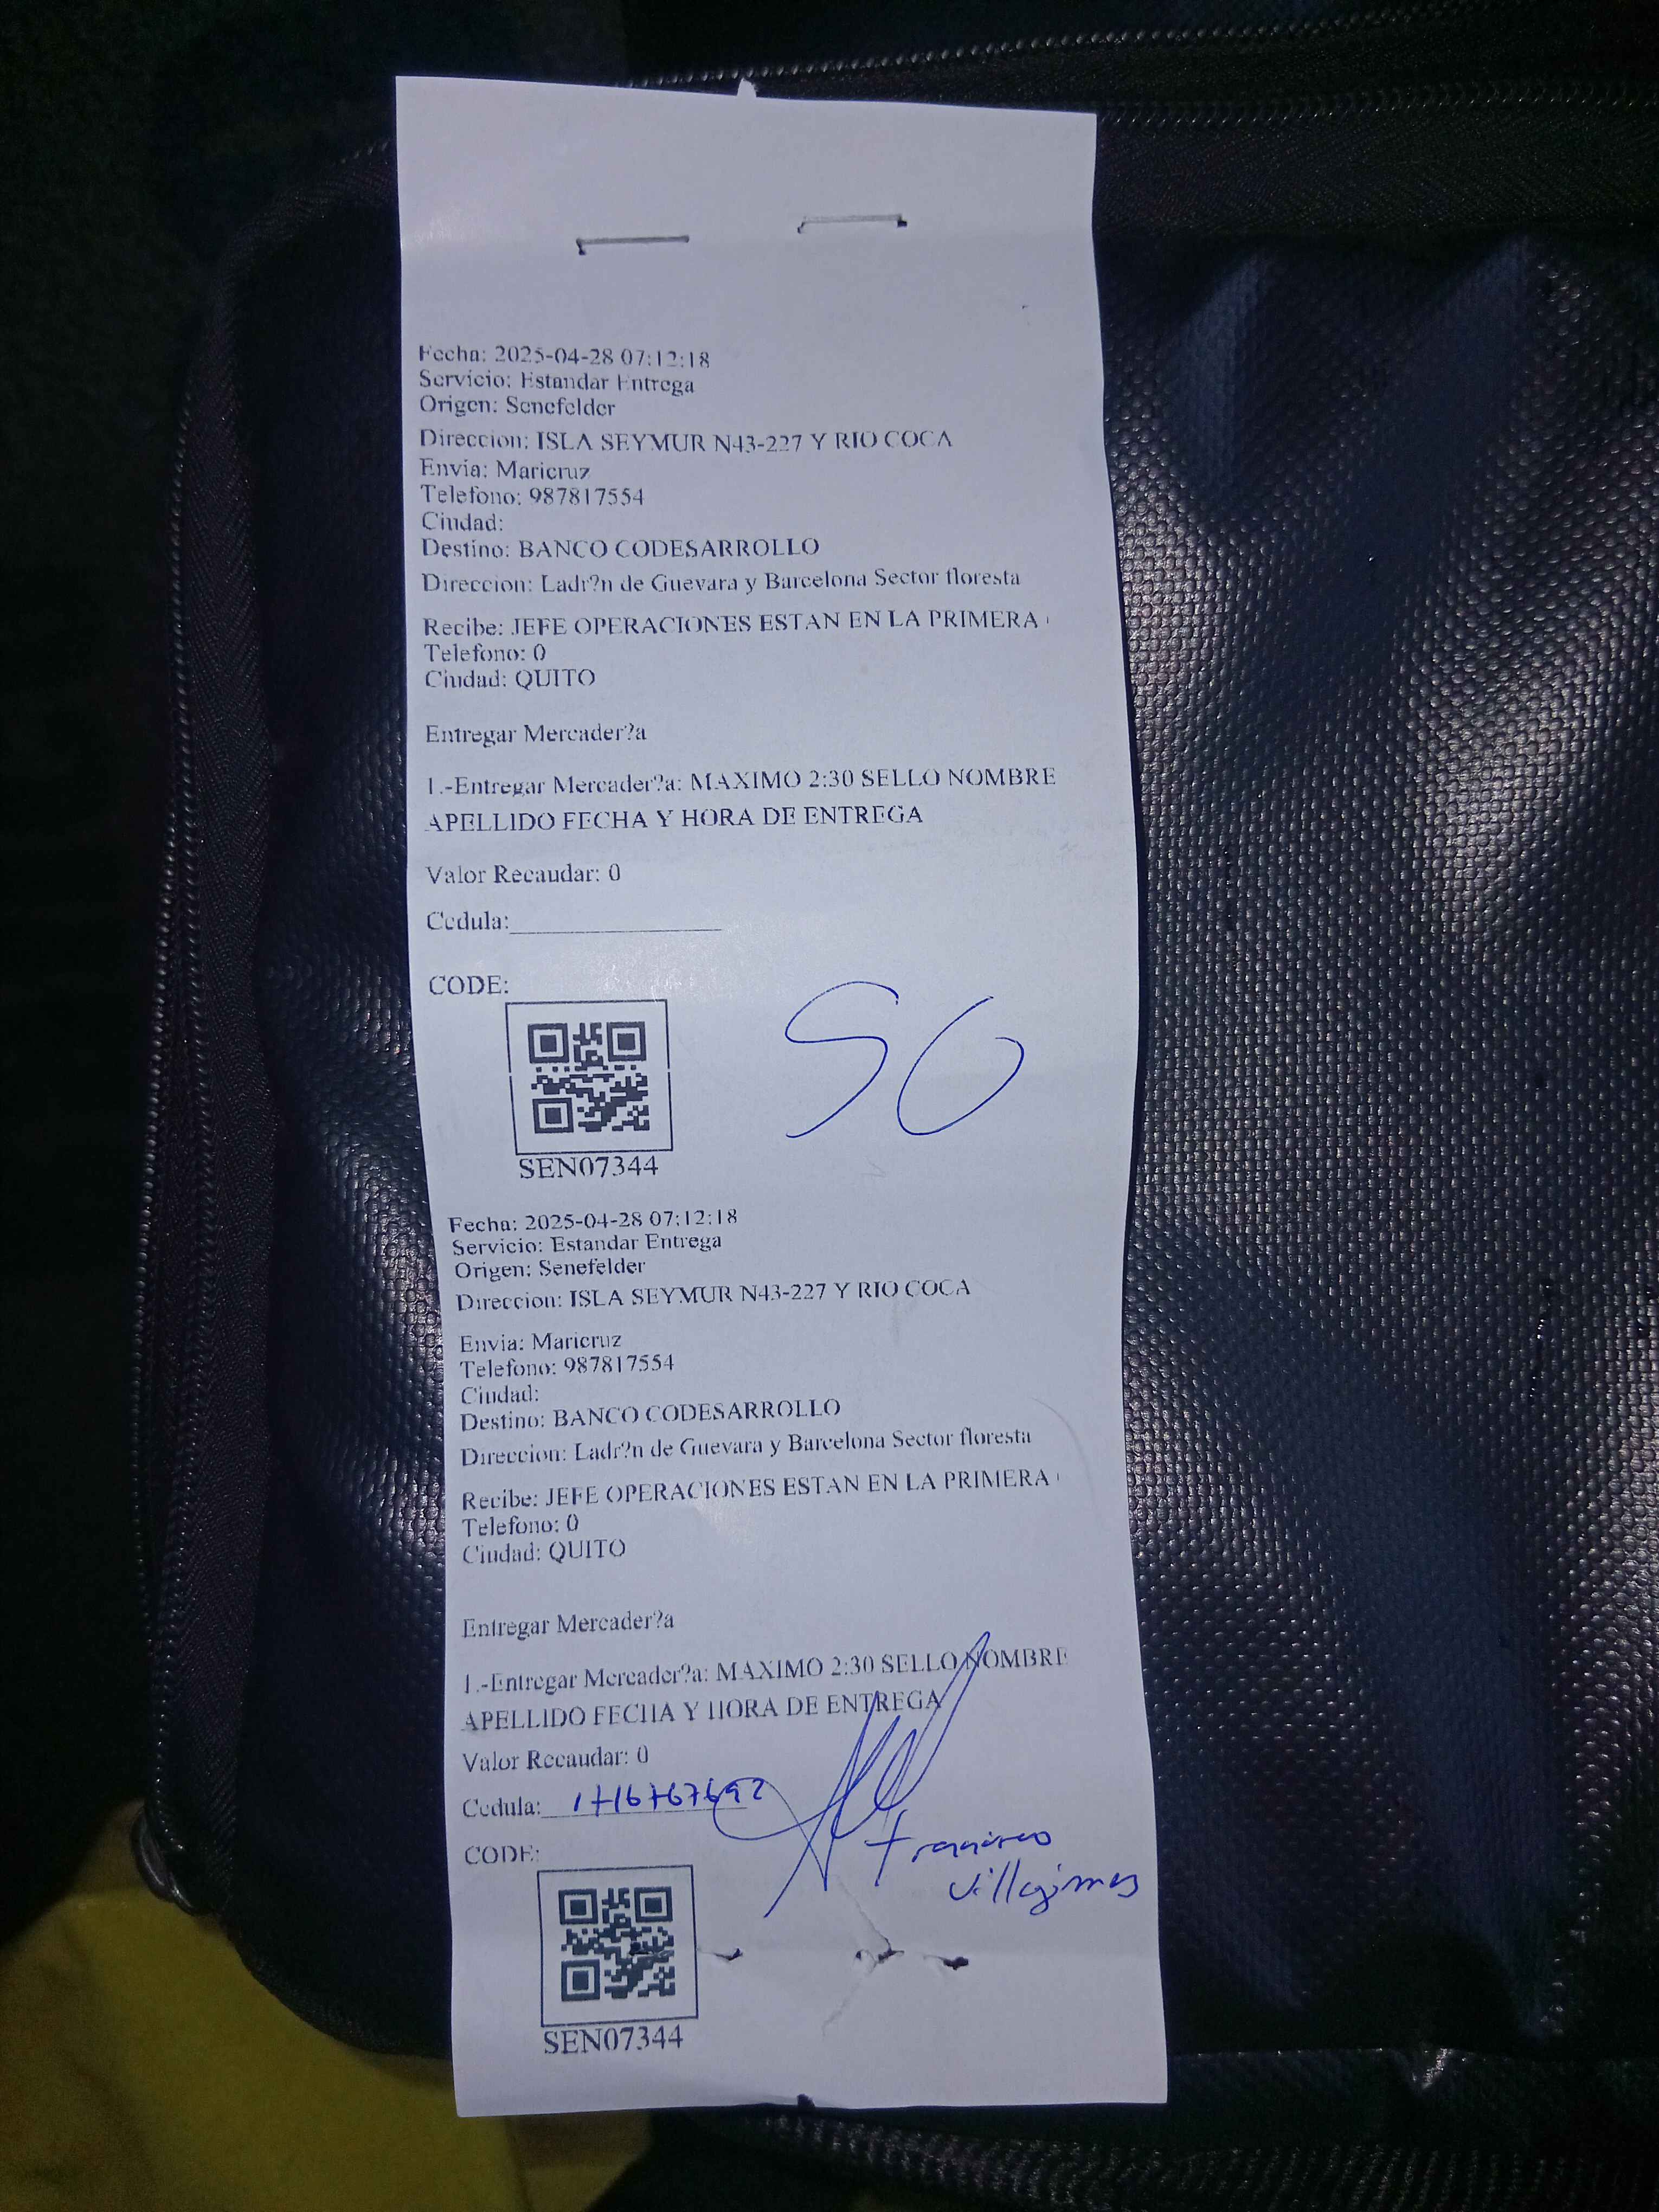 Fecha: 2025-04-28 07:12:18
Servicio: Estandar Entrega
Origen: Senefelder
Direccion: ISLA SEYMUR N43-227 Y RIO COCA
Envia: Maricruz
Telefono: 987817554
Ciudad:
Destino: BANCO CODESARROLLO
Direccion: Ladr?n de Guevara y Barcelona Sector floresta
Recibe: JEFE OPERACIONES ESTAN EN LA PRIMERA
Telefono: 0
Ciudad: QUITO
Entregar Mercader?a
1.-Entregar Mercader?a: MAXIMO 2:30 SELLO NOMBRE
APELLIDO FECHA Y HORA DE ENTREGA
Valor Recaudar: 0
Cedula:
CODE:
SEN07344
Fecha: 2025-04-28 07:12:18
Servicio: Estandar Entrega
Origen: Senefelder
Direccion: ISLA SEYMUR N43-227 Y RIO COCA
Envia: Maricruz
Telefono: 987817554
Ciudad:
Destino: BANCO CODESARROLLO
Direccion: Ladr?n de Guevara y Barcelona Sector floresta
Recibe: JEFE OPERACIONES ESTAN EN LA PRIMERA
Telefono: 0
Ciudad: QUITO
Entregar Mercader?a
1.-Entregar Mercader?a: MAXIMO 2:30 SELLO NOMBRE
APELLIDO FECHA Y HORA DE ENTREGA
Valor Recaudar: 0
Cedula: 1716767692
CODE:
SEN07344